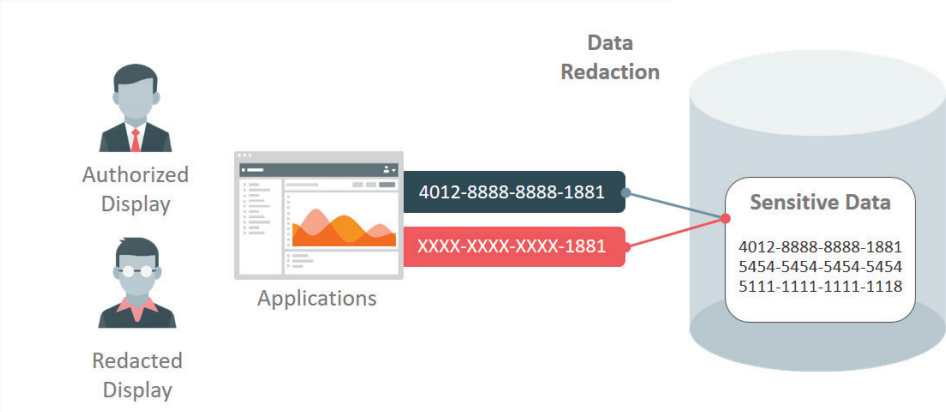 Data
Redaction
Authorized
Display
4012-8888-8888-1881
XXXX-XXXX-XXXX-1881
Applications
Sensitive Data
4012-8888-8888-1881
5454-5454-5454-5454
5111-1111-1111-1118
Redacted
Display